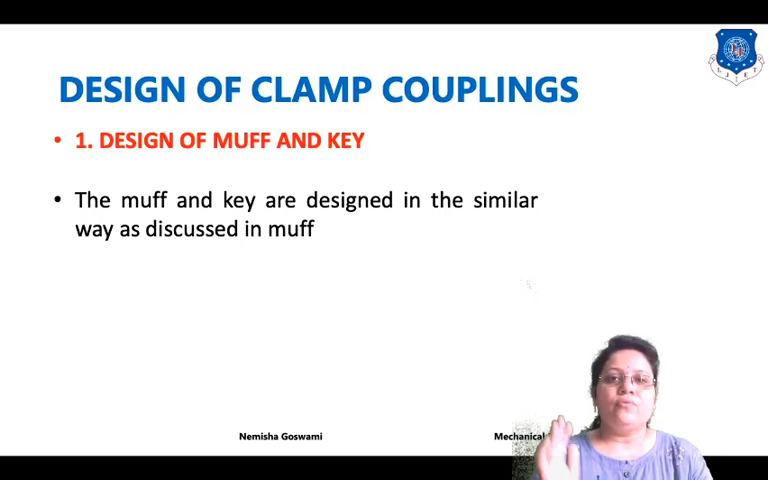 DESIGN OF CLAMP COUPLINGS
• 1. DESIGN OF MUFF AND KEY
• The muff and key are designed in the similar
way as discussed in muff
Nemisha Goswami
Mechanical